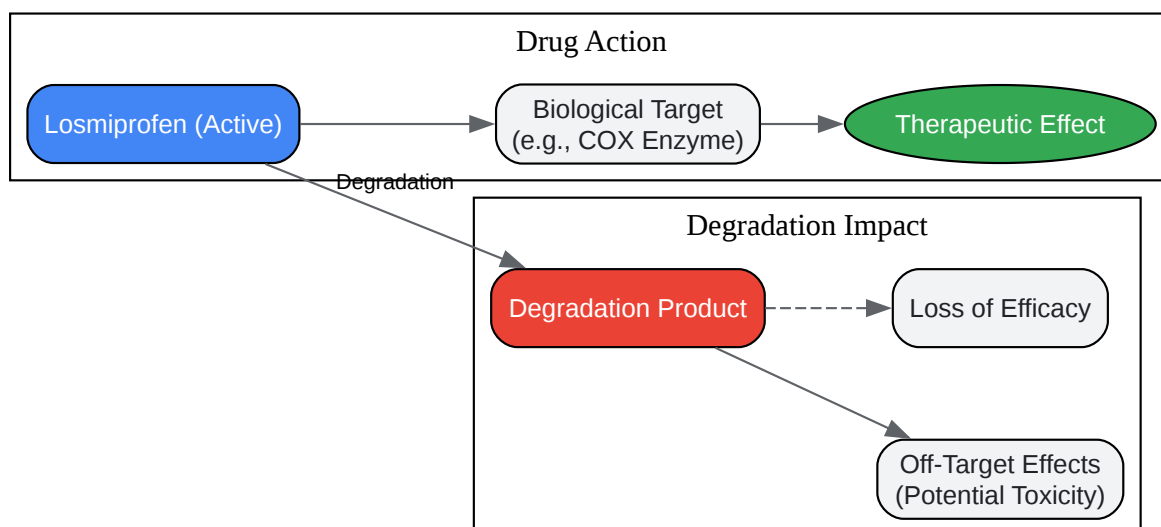 Drug Action
Losmiprofen (Active)
Biological Target
(e.g., COX Enzyme)
Therapeutic Effect
Degradation
Degradation Impact
Degradation Product
Loss of Efficacy
Off-Target Effects
(Potential Toxicity)